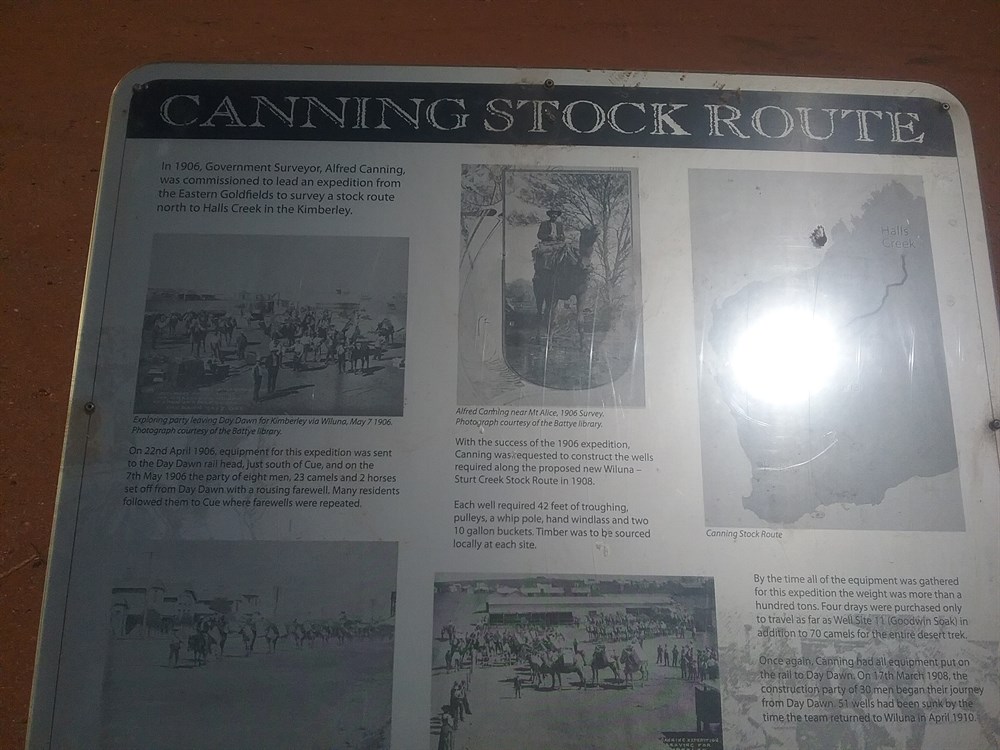 CANNING STOCK ROUTE
In 1906, Government Surveyor, Alfred Canning,
was commissioned to lead an expedition from
the Eastern Goldfields to survey a stock route
north to Halls Creek in the Kimberley.
Exploring party leaving Day Dawn for Kimberley via Wiluna, May 7 1906.
Photograph courtesy of the Battye library.
On 22nd April 1906, equipment for this expedition was sent
to the Day Dawn rail head, just south of Cue, and on the
7th May 1906 the party of eight men, 23 camels and 2 horses
set off from Day Dawn with a rousing farewell. Many residents
followed them to Cue where farewells were repeated.
Alfred Canning near Mt Alice, 1906 Survey.
Photograph courtesy of the Battye library.
With the success of the 1906 expedition,
Canning was requested to construct the wells
required along the proposed new Wiluna –
Sturt Creek Stock Route in 1908.
Each well required 42 feet of troughing,
pulleys, a whip pole, hand windlass and two
10 gallon buckets. Timber was to be sourced
locally at each site.
Halls
Creek
Canning Stock Route
By the time all of the equipment was gathered
for this expedition the weight was more than a
hundred tons. Four drays were purchased only
to travel as far as Well Site 11 (Goodwin Soak) in
addition to 70 camels for the entire desert trek.
Once again, Canning had all equipment put on
the rail to Day Dawn. On 17th March 1908, the
construction party of 30 men began their journey
from Day Dawn. 51 wells had been sunk by the
time the team returned to Wiluna in April 1910.